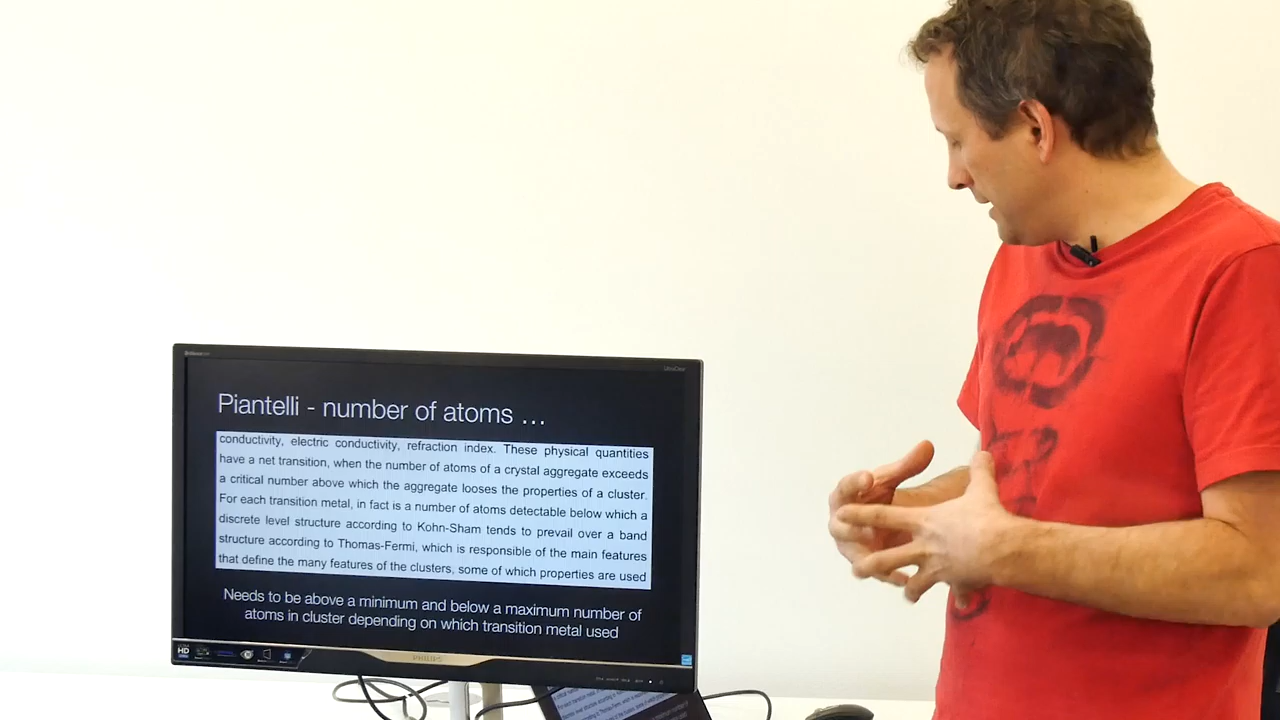 Piantelli - number of atoms ...
conductivity, electric conductivity, refraction index. These physical quantities
have a net transition, when the number of atoms of a crystal aggregate exceeds
a critical number above which the aggregate looses the properties of a cluster.
For each transition metal, in fact is a number of atoms detectable below which a
discrete level structure according to Kohn-Sham tends to prevail over a band
structure according to Thomas-Fermi, which is responsible of the main features
that define the many features of the clusters, some of which properties are used
Needs to be above a minimum and below a maximum number of
atoms in cluster depending on which transition metal used
HD
PHILIPS